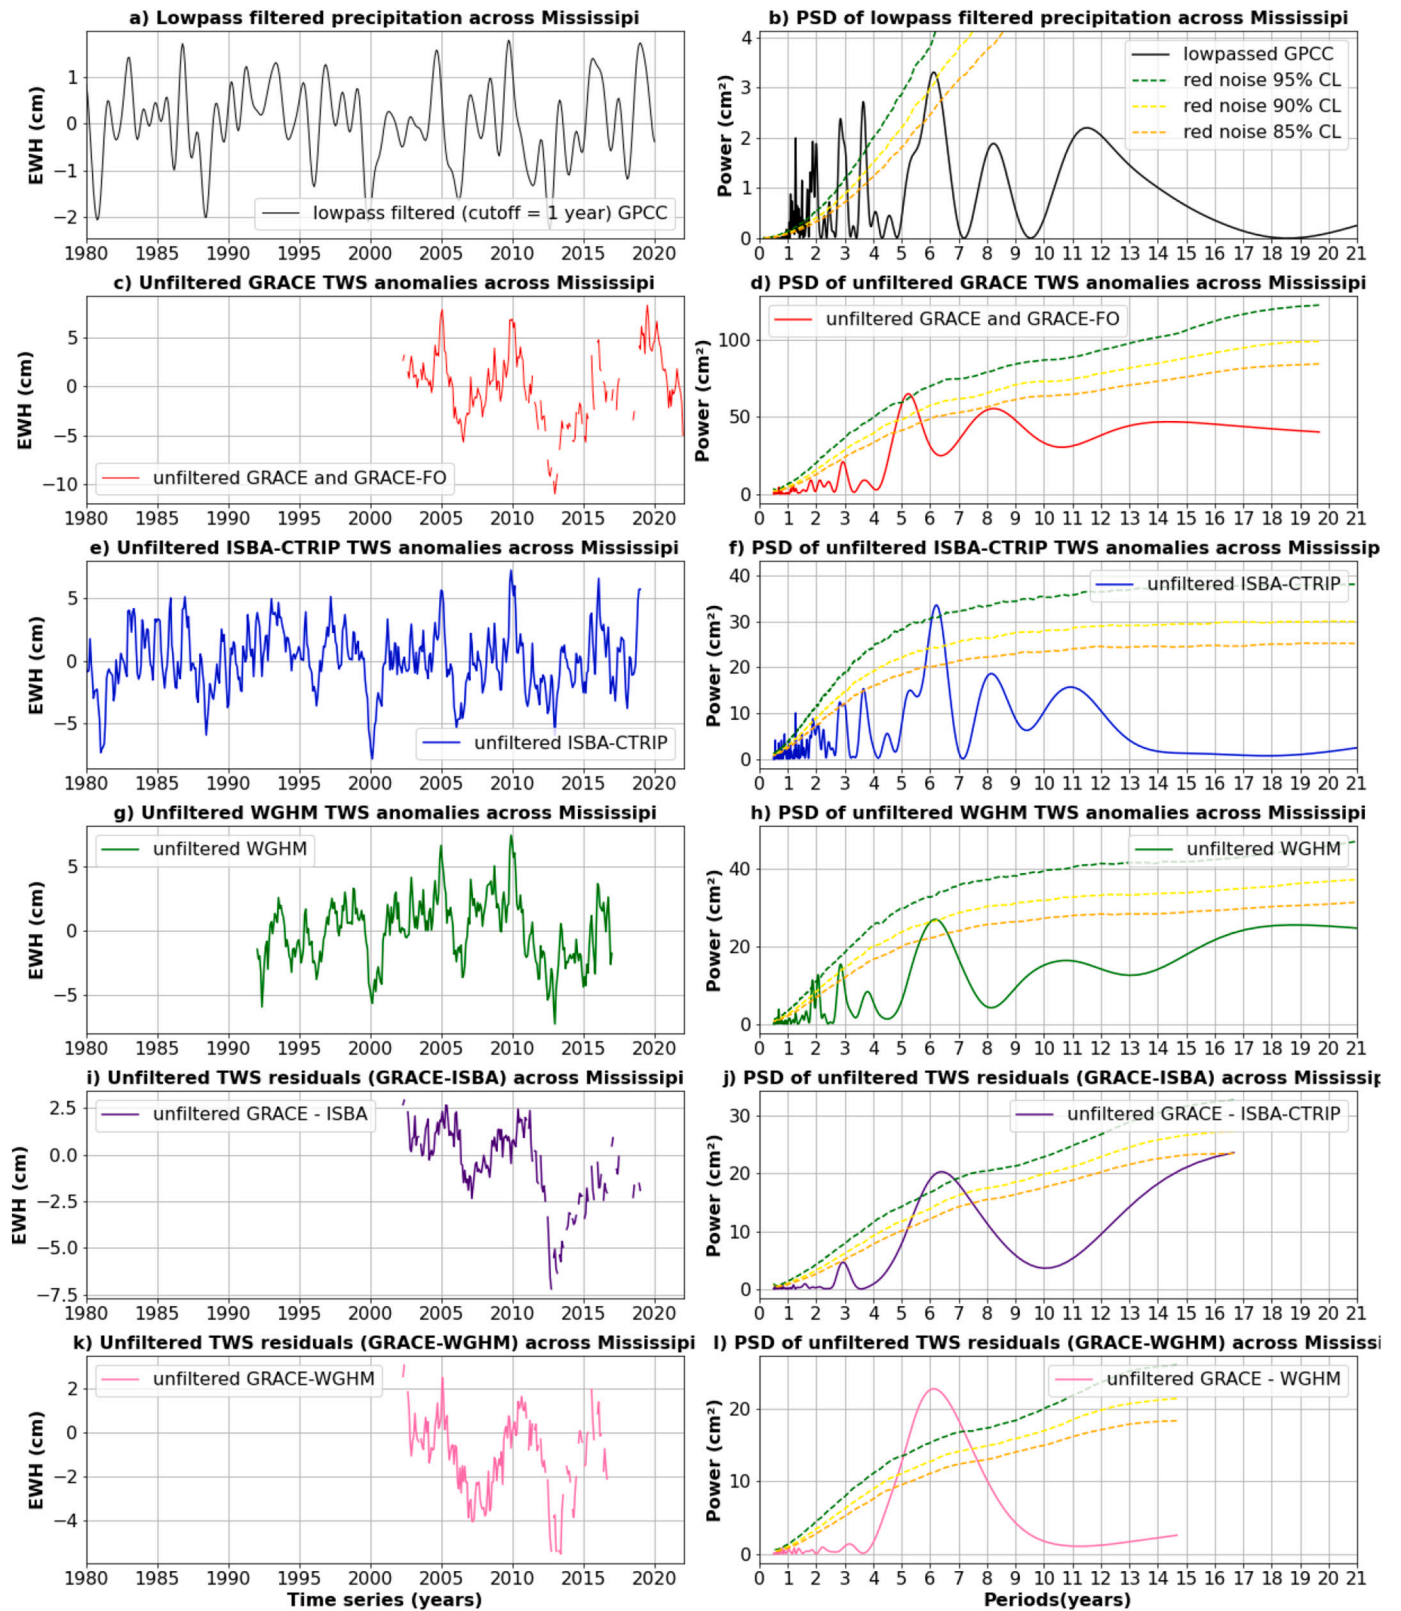 a) Lowpass filtered precipitation across Mississipi
EWH (cm)
1
0
−1
−2
lowpass filtered (cutoff = 1 year) GPCC
1980 1985 1990 1995 2000 2005 2010 2015 2020
b) PSD of lowpass filtered precipitation across Mississipi
Power (cm²)
4
3
2
1
0
lowpassed GPCC
red noise 95% CL
red noise 90% CL
red noise 85% CL
0 1 2 3 4 5 6 7 8 9 10 11 12 13 14 15 16 17 18 19 20 21
c) Unfiltered GRACE TWS anomalies across Mississipi
EWH (cm)
5
0
−5
−10
unfiltered GRACE and GRACE-FO
1980 1985 1990 1995 2000 2005 2010 2015 2020
d) PSD of unfiltered GRACE TWS anomalies across Mississipi
Power (cm²)
100
50
0
unfiltered GRACE and GRACE-FO
0 1 2 3 4 5 6 7 8 9 10 11 12 13 14 15 16 17 18 19 20 21
e) Unfiltered ISBA-CTRIP TWS anomalies across Mississipi
EWH (cm)
5
0
−5
unfiltered ISBA-CTRIP
1980 1985 1990 1995 2000 2005 2010 2015 2020
f) PSD of unfiltered ISBA-CTRIP TWS anomalies across Mississip
Power (cm²)
40
30
20
10
0
unfiltered ISBA-CTRIP
0 1 2 3 4 5 6 7 8 9 10 11 12 13 14 15 16 17 18 19 20 21
g) Unfiltered WGHM TWS anomalies across Mississipi
EWH (cm)
5
0
−5
unfiltered WGHM
1980 1985 1990 1995 2000 2005 2010 2015 2020
h) PSD of unfiltered WGHM TWS anomalies across Mississipi
Power (cm²)
40
20
0
unfiltered WGHM
0 1 2 3 4 5 6 7 8 9 10 11 12 13 14 15 16 17 18 19 20 21
i) Unfiltered TWS residuals (GRACE-ISBA) across Mississipi
EWH (cm)
2.5
0.0
−2.5
−5.0
−7.5
unfiltered GRACE - ISBA
1980 1985 1990 1995 2000 2005 2010 2015 2020
j) PSD of unfiltered TWS residuals (GRACE-ISBA) across Mississip
Power (cm²)
30
20
10
0
unfiltered GRACE - ISBA-CTRIP
0 1 2 3 4 5 6 7 8 9 10 11 12 13 14 15 16 17 18 19 20 21
k) Unfiltered TWS residuals (GRACE-WGHM) across Mississipi
EWH (cm)
2
0
−2
−4
unfiltered GRACE-WGHM
1980 1985 1990 1995 2000 2005 2010 2015 2020
Time series (years)
l) PSD of unfiltered TWS residuals (GRACE-WGHM) across Mississi
Power (cm²)
20
10
0
unfiltered GRACE - WGHM
0 1 2 3 4 5 6 7 8 9 10 11 12 13 14 15 16 17 18 19 20 21
Periods(years)